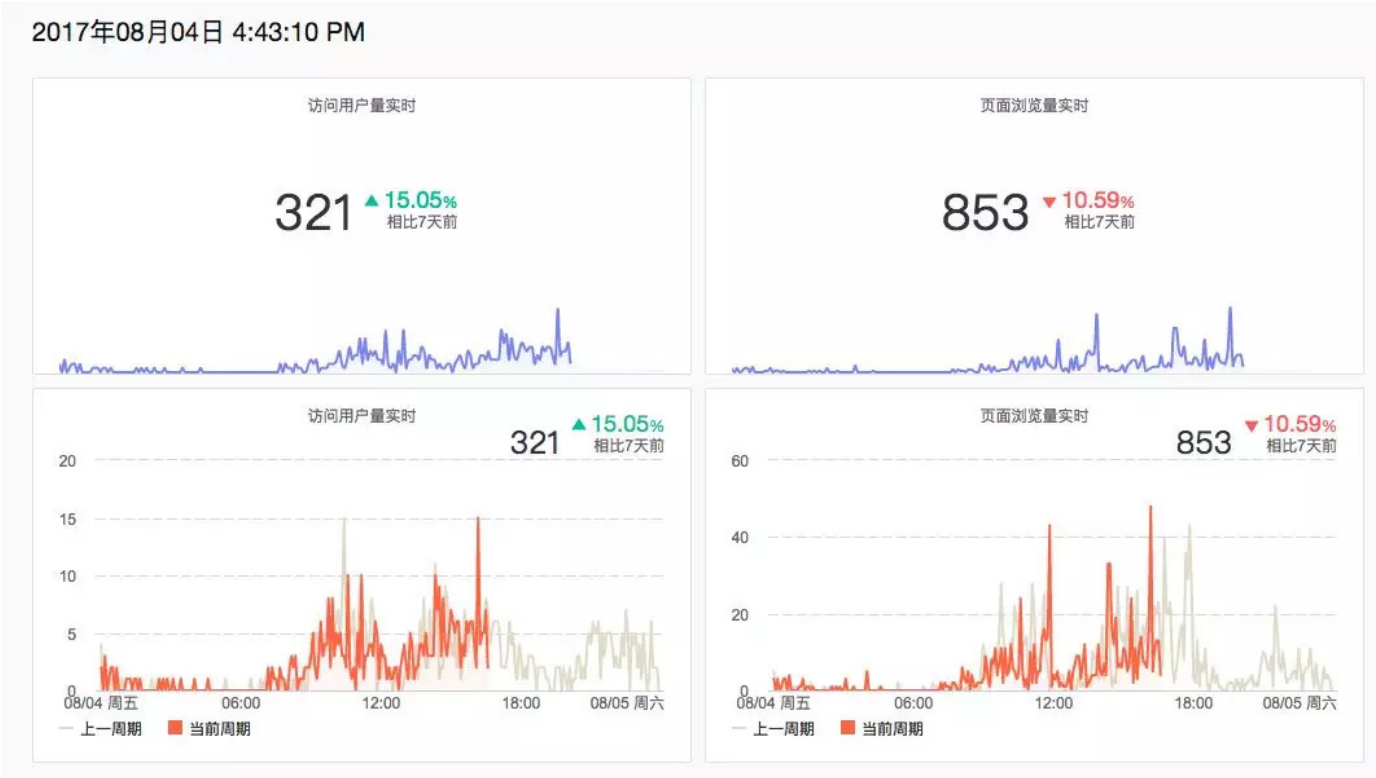 2017年08月04日 4:43:10 PM
访问用户量实时
321 ▲ 15.05%
相比7天前
页面浏览量实时
853 ▼ 10.59%
相比7天前
访问用户量实时
321 ▲ 15.05%
相比7天前
20
15
10
5
0
08/04 周五 06:00 12:00 18:00 08/05 周六
上一周期 当前周期
页面浏览量实时
853 ▼ 10.59%
相比7天前
60
40
20
0
08/04 周五 06:00 12:00 18:00 08/05 周六
上一周期 当前周期